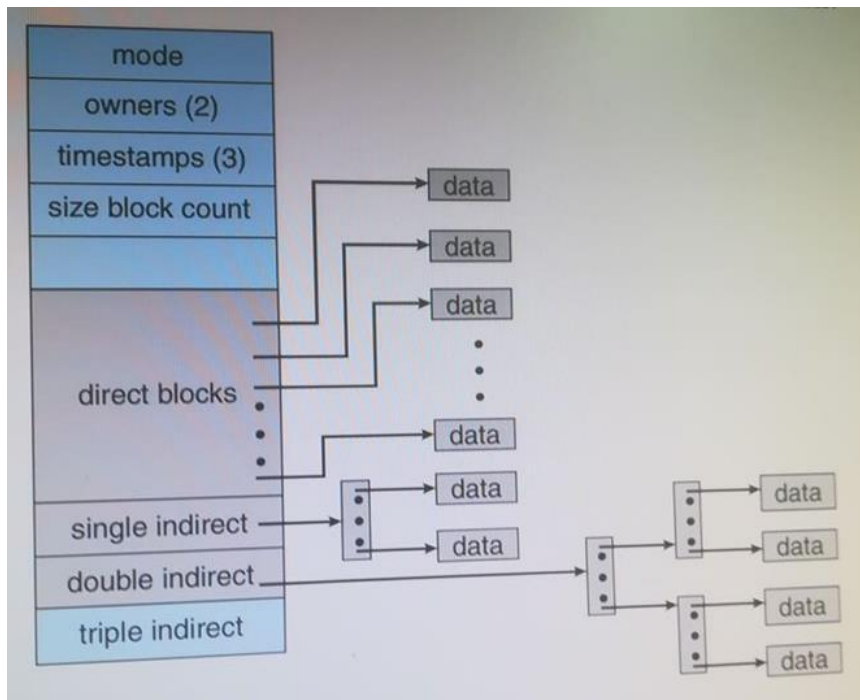 mode
owners (2)
timestamps (3)
size block count
direct blocks
single indirect
double indirect
triple indirect
data
data
data
data
data
data
data
data
data
data